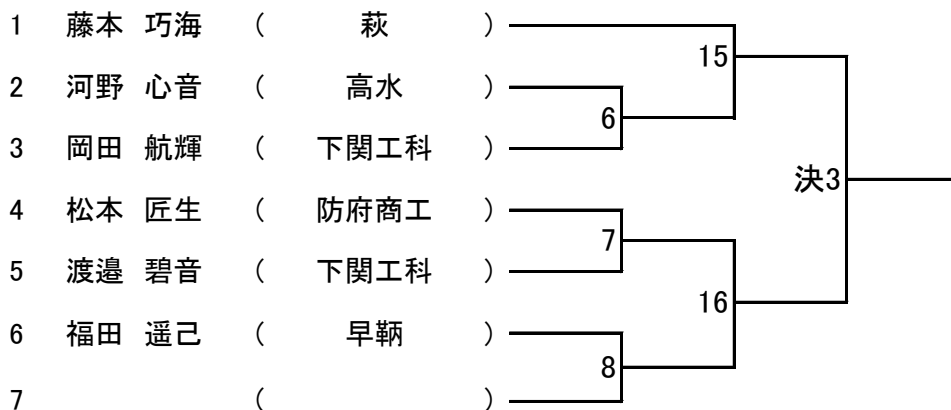 1 藤本 巧海 ( 萩 )
15
2 河野 心音 ( 高水 )
6
3 岡田 航輝 ( 下関工科 )
決3
4 松本 匠生 ( 防府商工 )
7
5 渡邉 碧音 ( 下関工科 )
16
6 福田 遥己 ( 早鞆 )
8
7 ( )